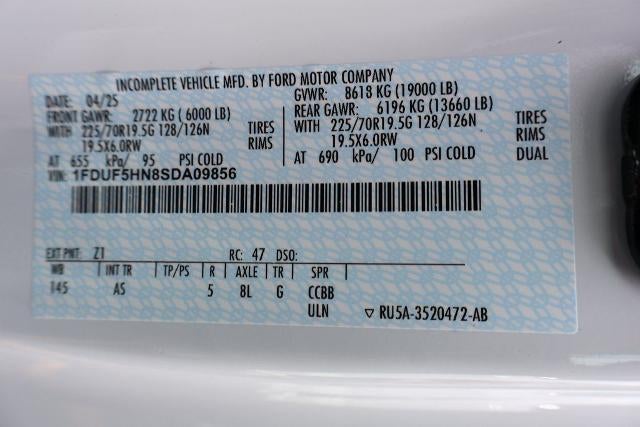 INCOMPLETE VEHICLE MFD. BY FORD MOTOR COMPANY
DATE: 04/25 GVWR: 8618 KG (19000 LB)
FRONT GAWR: 2722 KG ( 6000 LB) REAR GAWR: 6196 KG (13660 LB)
WITH 225/70R19.5G 128/126N TIRES WITH 225/70R19.5G 128/126N TIRES
19.5X6.0RW RIMS 19.5X6.0RW RIMS
AT 655 kPa/ 95 PSI COLD AT 690 kPa/ 100 PSI COLD DUAL
VIN: 1FDUF5HN8SDA09856
EXT PNT: Z1 RC: 47 DSO:
WB INT TR TP/PS R AXLE TR SPR
145 AS 5 8L G CCBB
ULN ▽ RU5A-3520472-AB